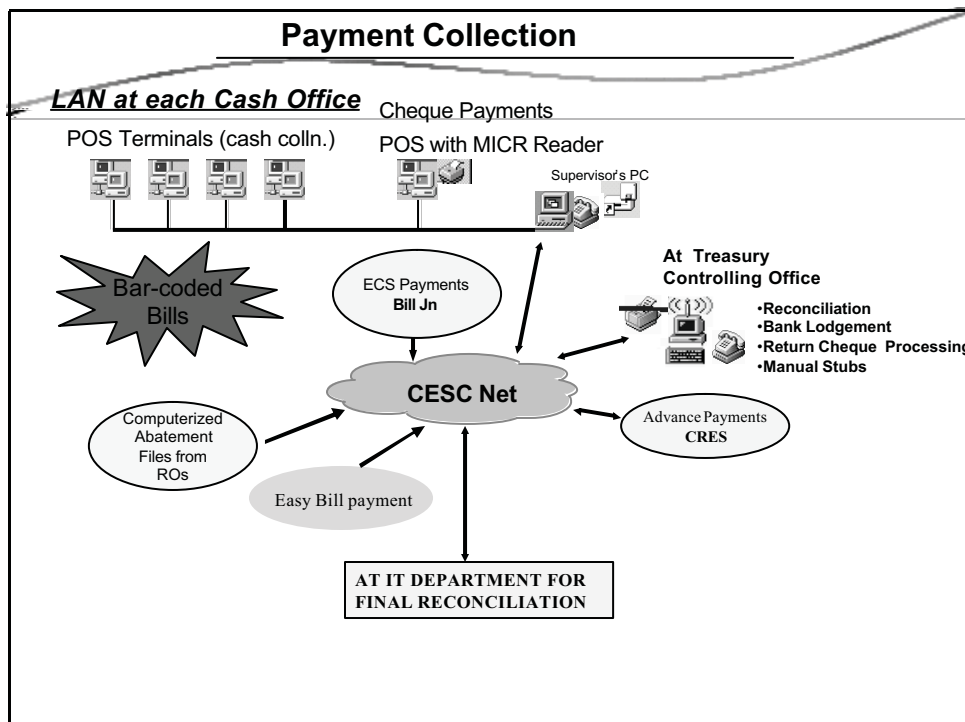 Payment Collection
LAN at each Cash Office
Cheque Payments
POS Terminals (cash colln.)
POS with MICR Reader
Supervisor's PC
Bar-coded
Bills
ECS Payments
Bill Jn
At Treasury
Controlling Office
•Reconciliation
•Bank Lodgement
•Return Cheque Processing
•Manual Stubs
CESC Net
Computerized
Abatement
Files from
ROs
Advance Payments
CRES
Easy Bill payment
AT IT DEPARTMENT FOR
FINAL RECONCILIATION